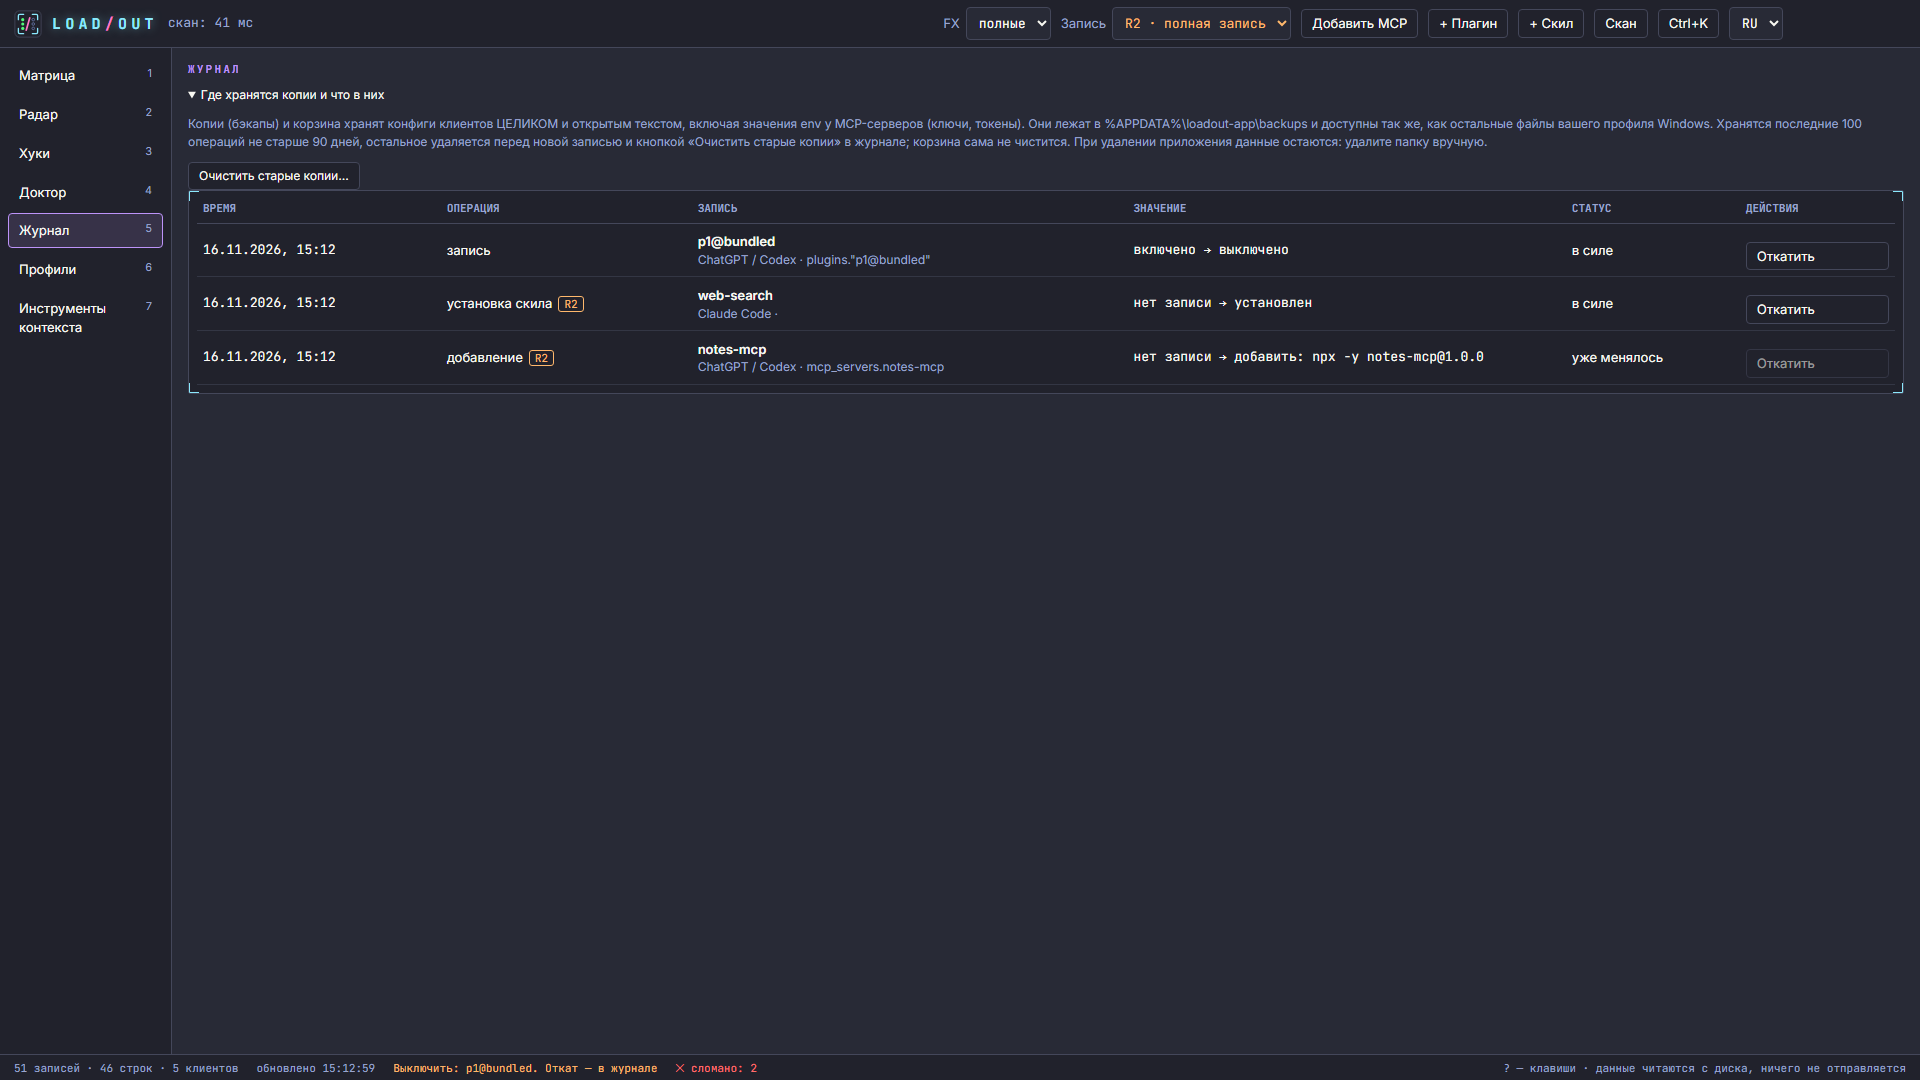 LOAD/OUT скан: 41 мс FX полные Запись R2 · полная запись Добавить MCP + Плагин + Скил Скан Ctrl+K RU
Матрица 1
Радар 2
Хуки 3
Доктор 4
Журнал 5
Профили 6
Инструменты контекста 7
ЖУРНАЛ
▼ Где хранятся копии и что в них
Копии (бэкапы) и корзина хранят конфиги клиентов ЦЕЛИКОМ и открытым текстом, включая значения env у MCP-серверов (ключи, токены). Они лежат в %APPDATA%\loadout-app\backups и доступны так же, как остальные файлы вашего профиля Windows. Хранятся последние 100
операций не старше 90 дней, остальное удаляется перед новой записью и кнопкой «Очистить старые копии» в журнале; корзина сама не чистится. При удалении приложения данные остаются: удалите папку вручную.
Очистить старые копии...
ВРЕМЯ ОПЕРАЦИЯ ЗАПИСЬ ЗНАЧЕНИЕ СТАТУС ДЕЙСТВИЯ
16.11.2026, 15:12 запись p1@bundled включено → выключено в силе Откатить
ChatGPT / Codex · plugins."p1@bundled"
16.11.2026, 15:12 установка скила R2 web-search нет записи → установлен в силе Откатить
Claude Code ·
16.11.2026, 15:12 добавление R2 notes-mcp нет записи → добавить: npx -y notes-mcp@1.0.0 уже менялось Откатить
ChatGPT / Codex · mcp_servers.notes-mcp
51 записей · 46 строк · 5 клиентов обновлено 15:12:59 Выключить: p1@bundled. Откат — в журнале ✕ сломано: 2 ? — клавиши · данные читаются с диска, ничего не отправляется